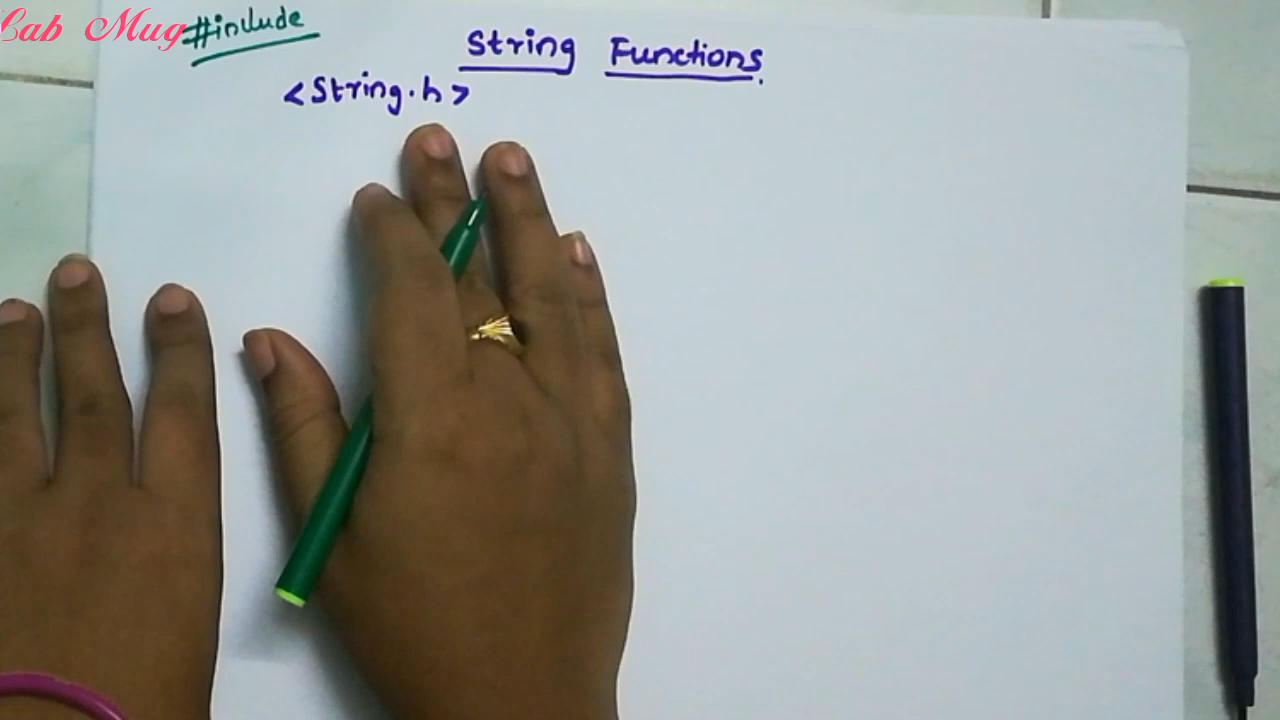 Lab Mug
#include
String Functions.
<String.h>